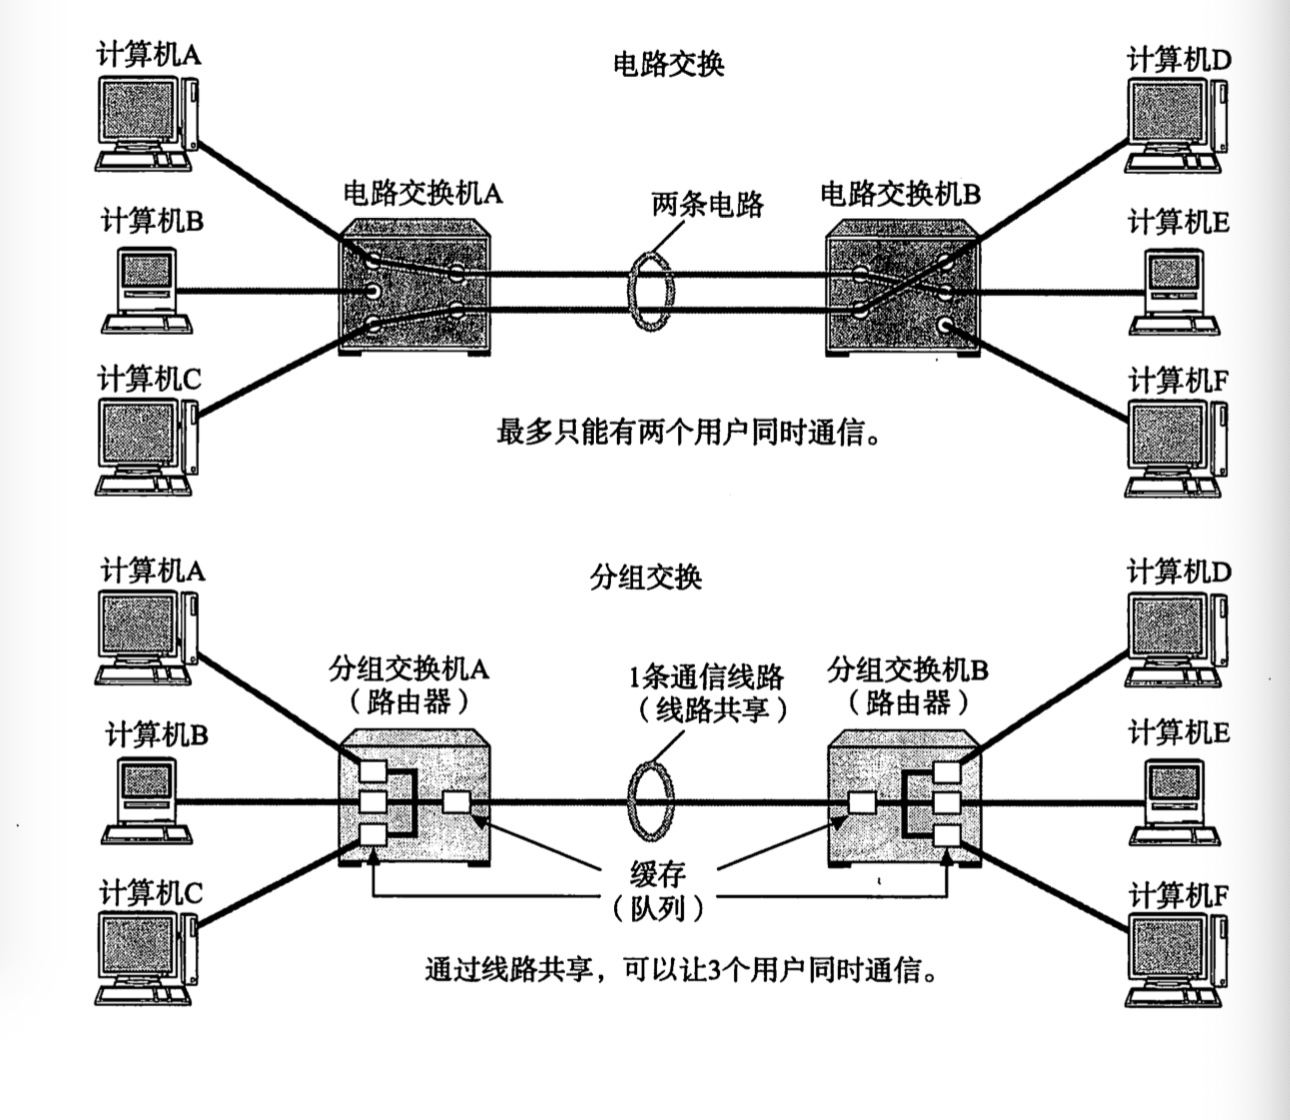 电路交换
计算机A
计算机D
电路交换机A
两条电路
电路交换机B
计算机B
计算机E
计算机C
计算机F
最多只能有两个用户同时通信。
分组交换
计算机A
计算机D
分组交换机A
（路由器）
1条通信线路
（线路共享）
分组交换机B
（路由器）
计算机B
计算机E
缓存
（队列）
计算机C
计算机F
通过线路共享，可以让3个用户同时通信。